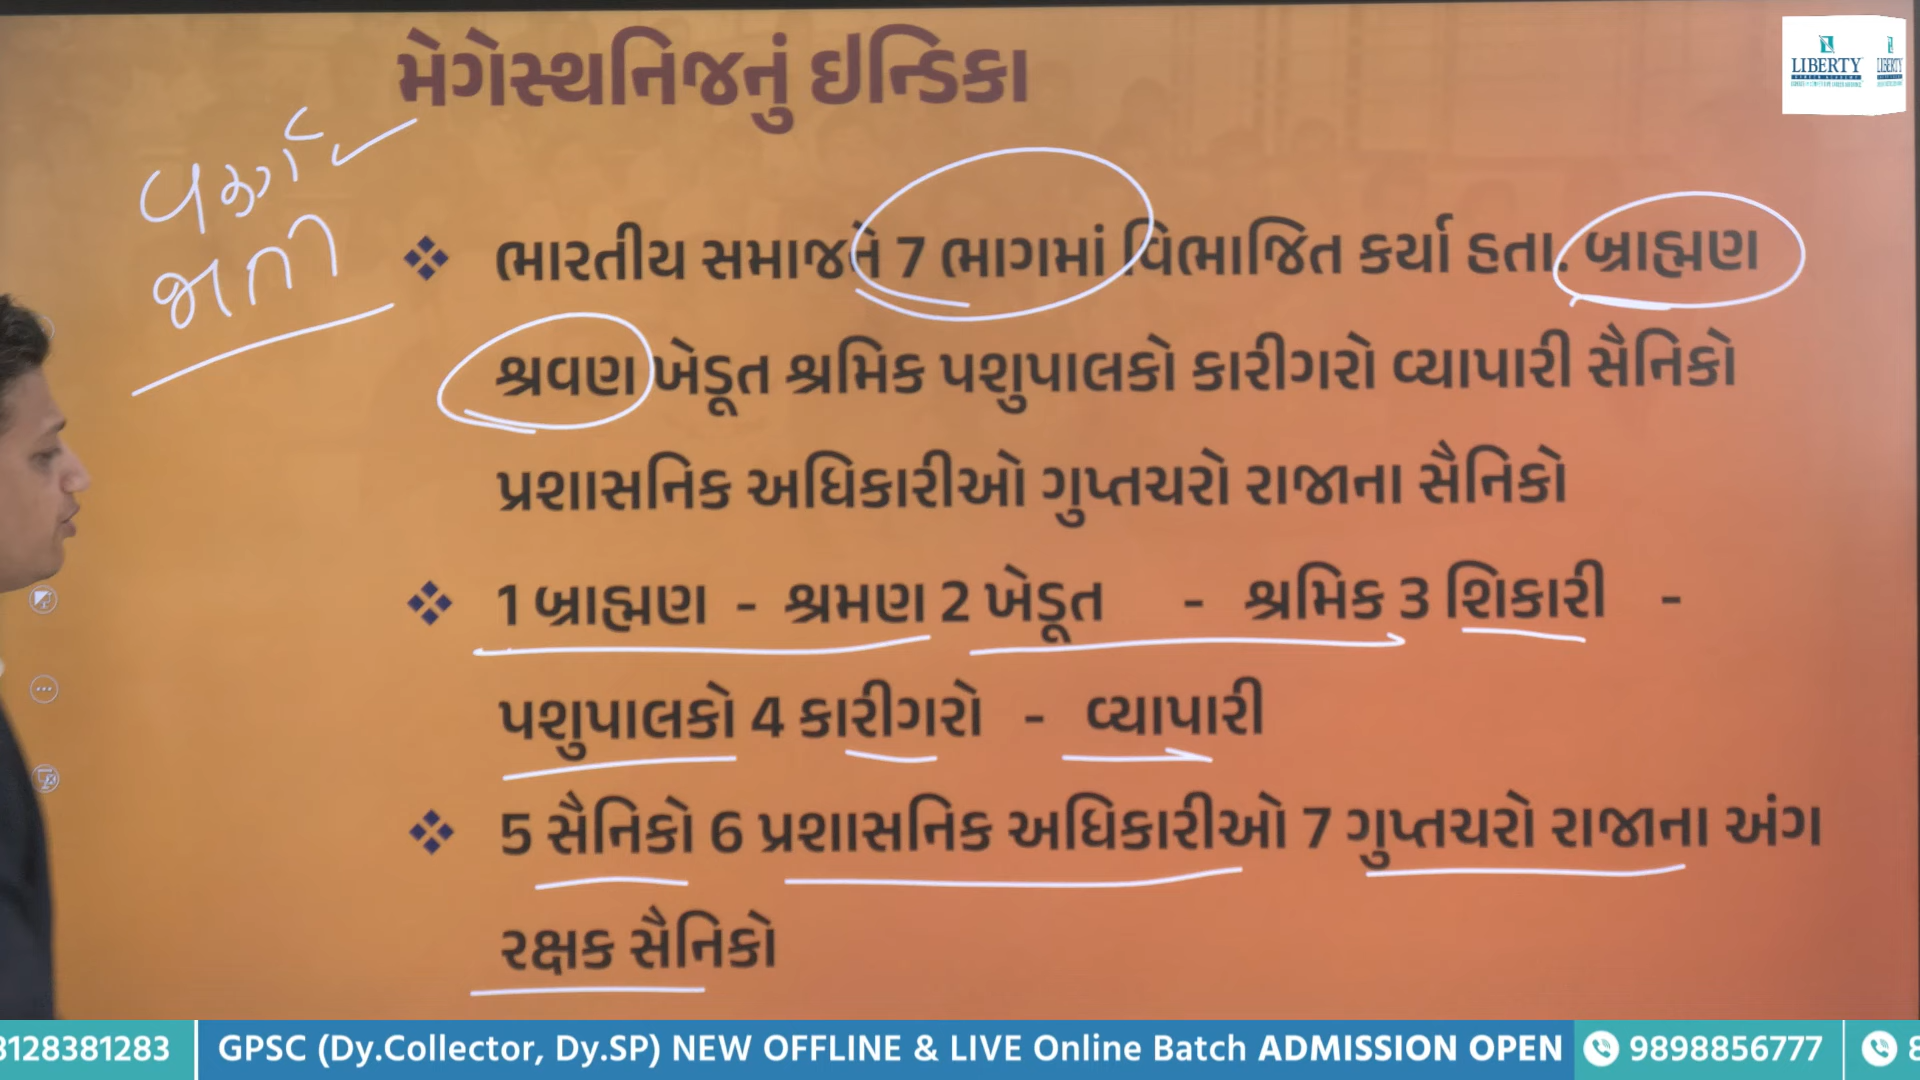 મેગેસ્થનિજનું ઇન્ડિકા
LIBERTY
વર્ણ
જાતિ
ભારતીય સમાજને 7 ભાગમાં વિભાજિત કર્યા હતા. બ્રાહ્મણ
શ્રવણ ખેડૂત શ્રમિક પશુપાલકો કારીગરો વ્યાપારી સૈનિકો
પ્રશાસનિક અધિકારીઓ ગુપ્તચરો રાજાના સૈનિકો
1 બ્રાહ્મણ - શ્રમણ 2 ખેડૂત - શ્રમિક 3 શિકારી -
પશુપાલકો 4 કારીગરો - વ્યાપારી
5 સૈનિકો 6 પ્રશાસનિક અધિકારીઓ 7 ગુપ્તચરો રાજાના અંગ
રક્ષક સૈનિકો
8128381283 GPSC (Dy.Collector, Dy.SP) NEW OFFLINE & LIVE Online Batch ADMISSION OPEN 9898856777